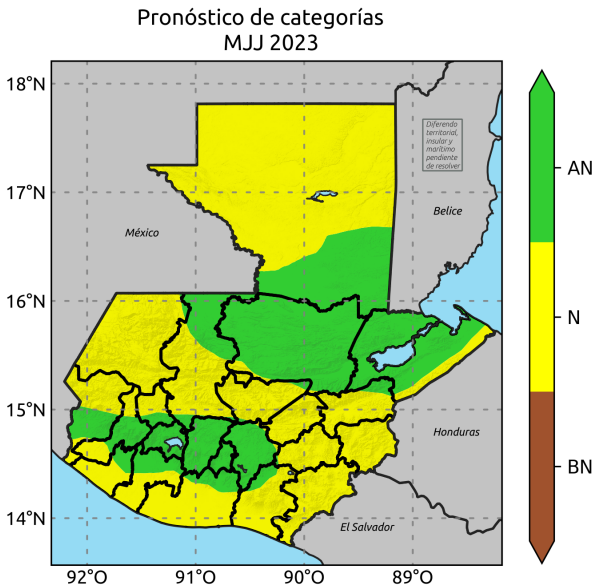 Pronóstico de categorías
MJJ 2023
18°N
17°N
16°N
15°N
14°N
92°O
91°O
90°O
89°O
Diferendo
territorial,
insular y
marítimo
pendiente
de resolver
México
Belice
Honduras
El Salvador
AN
N
BN